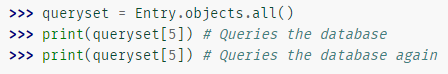 >>> queryset = Entry.objects.all()
>>> print(queryset[5]) # Queries the database
>>> print(queryset[5]) # Queries the database again